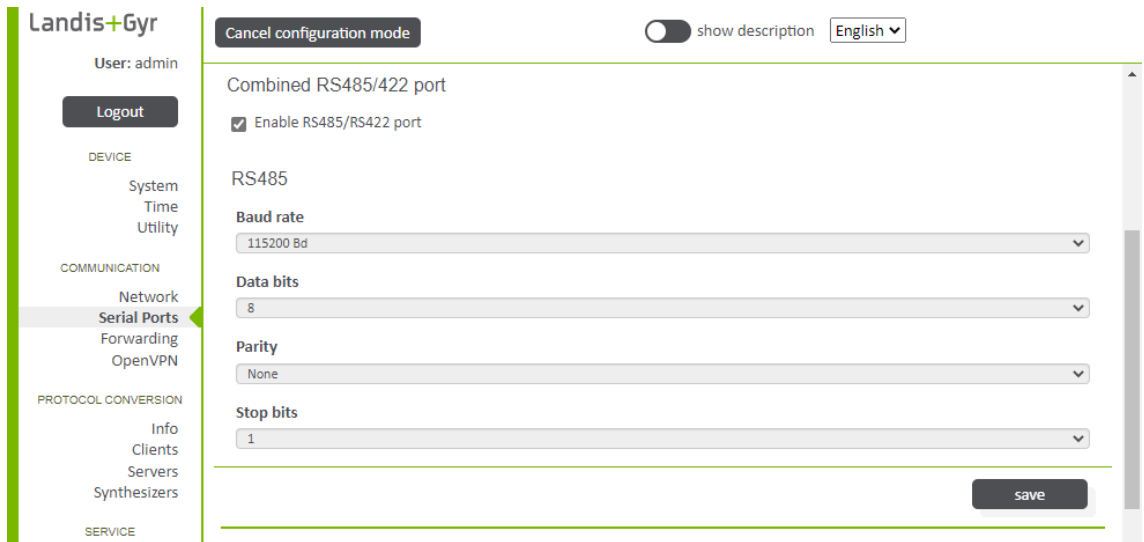 Landis+Gyr
User: admin
Logout
DEVICE
System
Time
Utility
COMMUNICATION
Network
Serial Ports
Forwarding
OpenVPN
PROTOCOL CONVERSION
Info
Clients
Servers
Synthesizers
SERVICE
Cancel configuration mode
show description
English
Combined RS485/422 port
Enable RS485/RS422 port
RS485
Baud rate
115200 Bd
Data bits
8
Parity
None
Stop bits
1
save